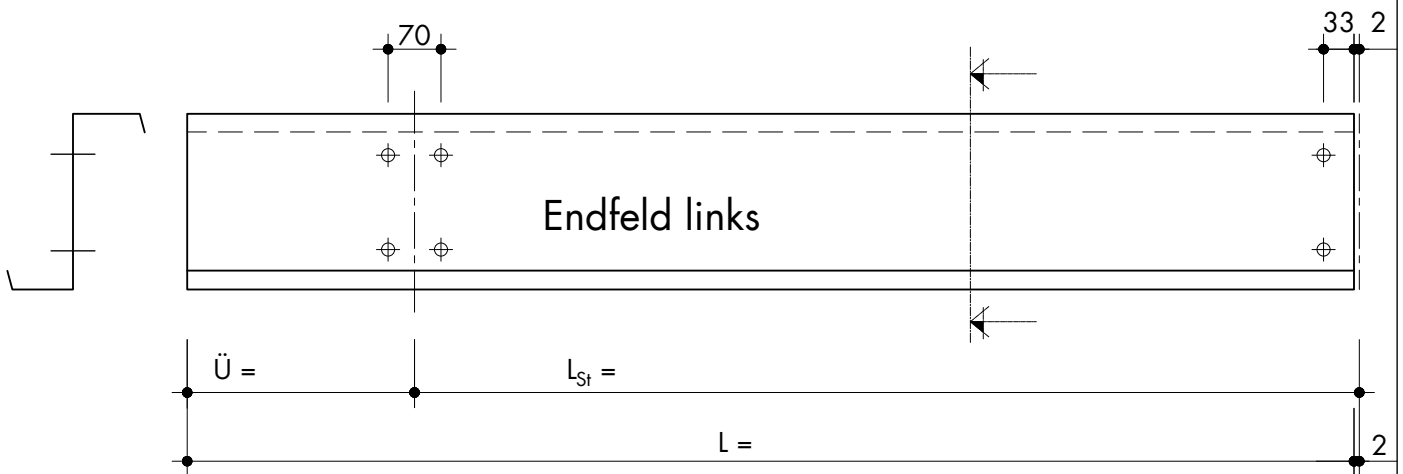 70
33 2
Endfeld links
Ü =
L_St =
L =
2